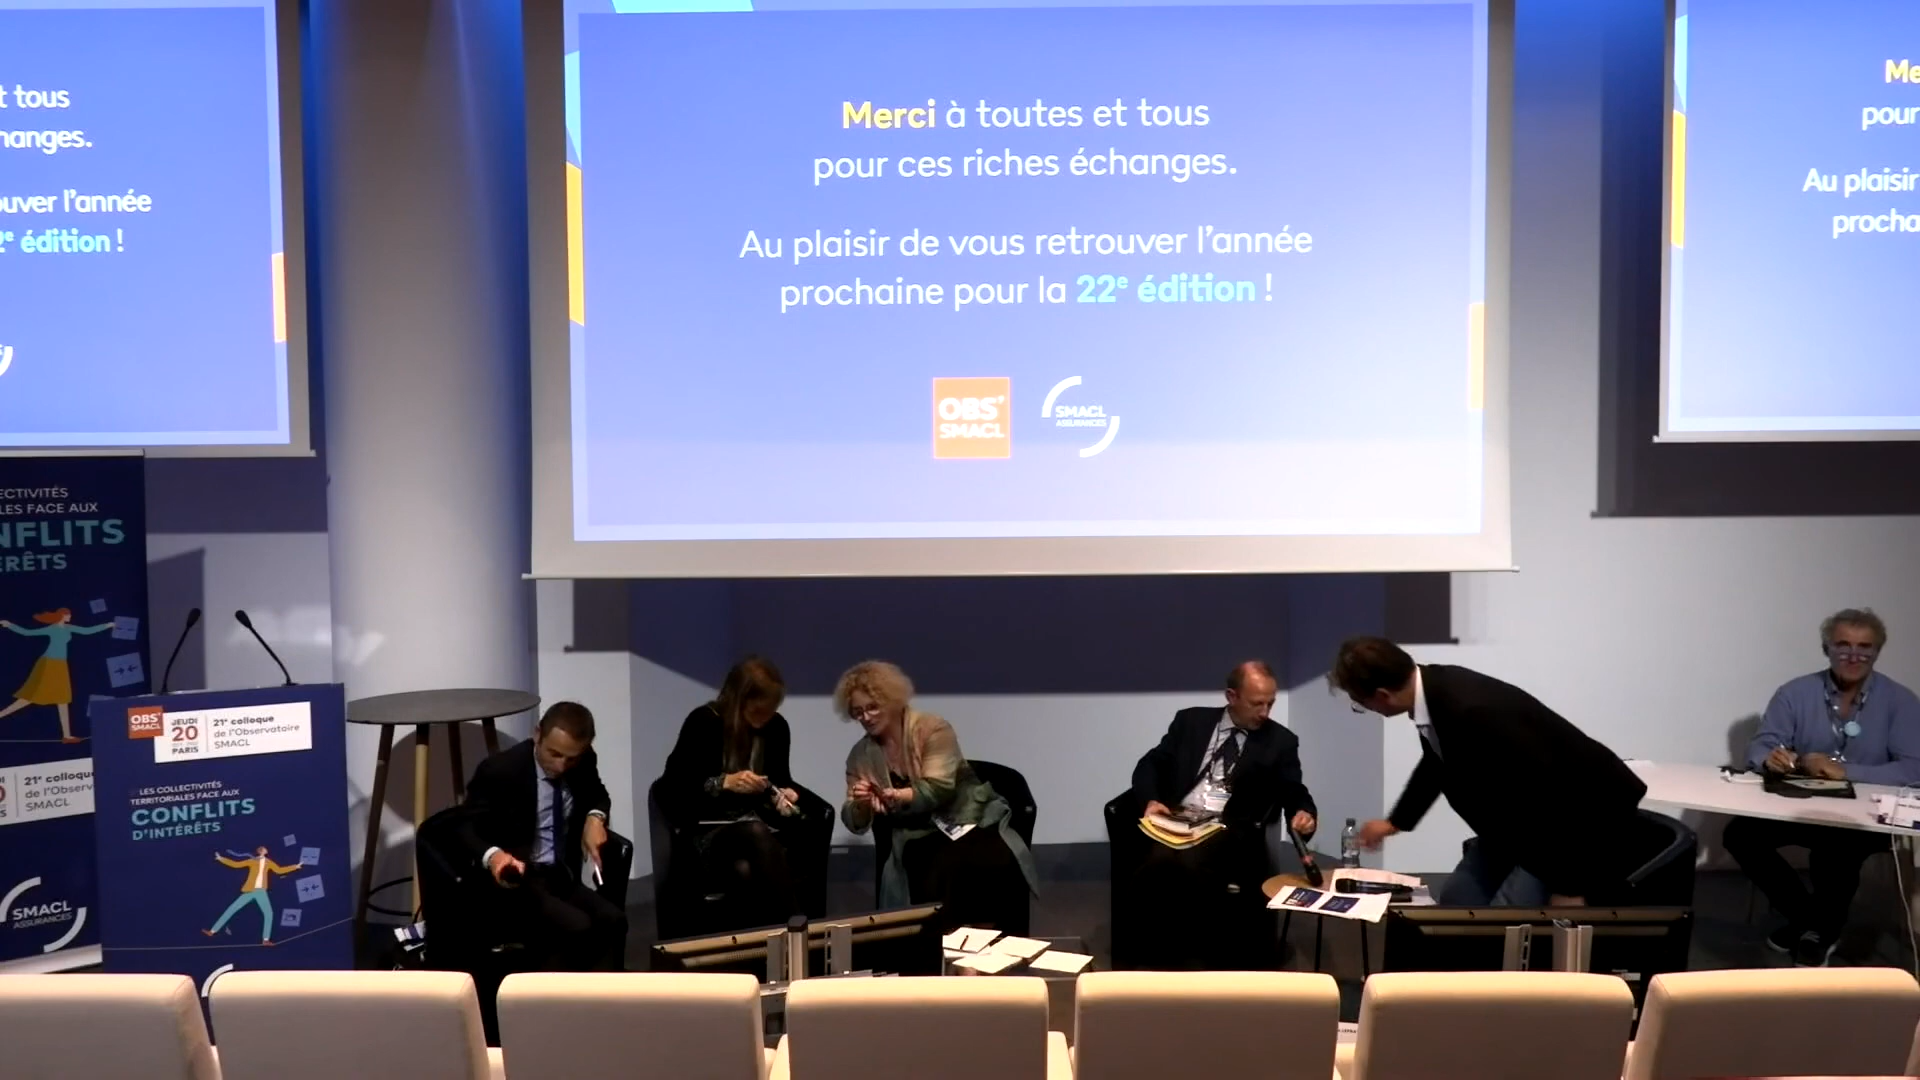 t tous
hanges.
ouver l'année
2e édition !
Merci à toutes et tous
pour ces riches échanges.
Au plaisir de vous retrouver l'année
prochaine pour la 22e édition !
OBS'
SMACL
SMACL
ASSURANCES
Me
pour
Au plaisir
procha
ECTIVITÉS
LES FACE AUX
NFLITS
ÉRÊTS
21e colloqu
de l'Observ
SMACL
SMACL
ASSURANCES
OBS'
SMACL
JEUDI
20
PARIS
21e colloque
de l'Observatoire
SMACL
LES COLLECTIVITÉS
TERRITORIALES FACE AUX
CONFLITS
D'INTÉRÊTS